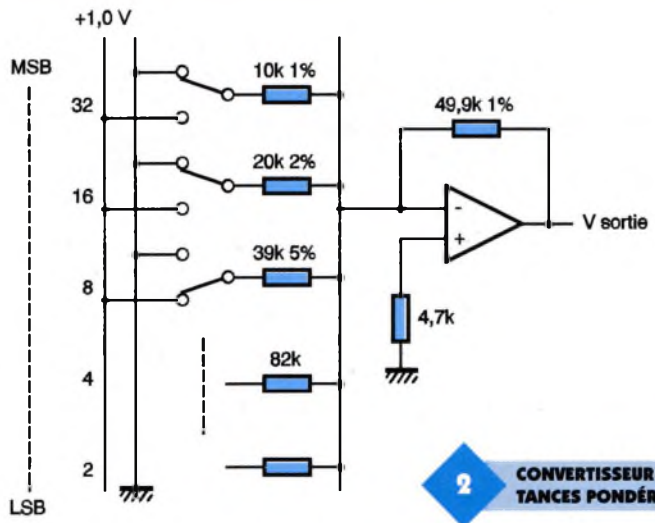 +1,0 V
MSB
10k 1%
32
49,9k 1%
20k 2%
16
-
V sortie
+
39k 5%
8
4,7k
82k
4
2
LSB
2
CONVERTISSEUR
TANCES PONDÉR